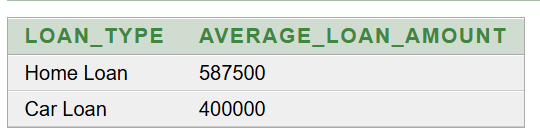 LOAN_TYPE AVERAGE_LOAN_AMOUNT
Home Loan 587500
Car Loan 400000